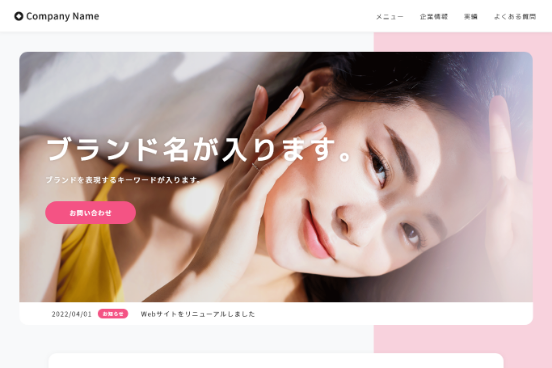 Company Name
メニュー 企業情報 実績 よくある質問
ブランド名が入ります。
ブランドを表現するキーワードが入ります。
お問い合わせ
2022/04/01 お知らせ Webサイトをリニューアルしました